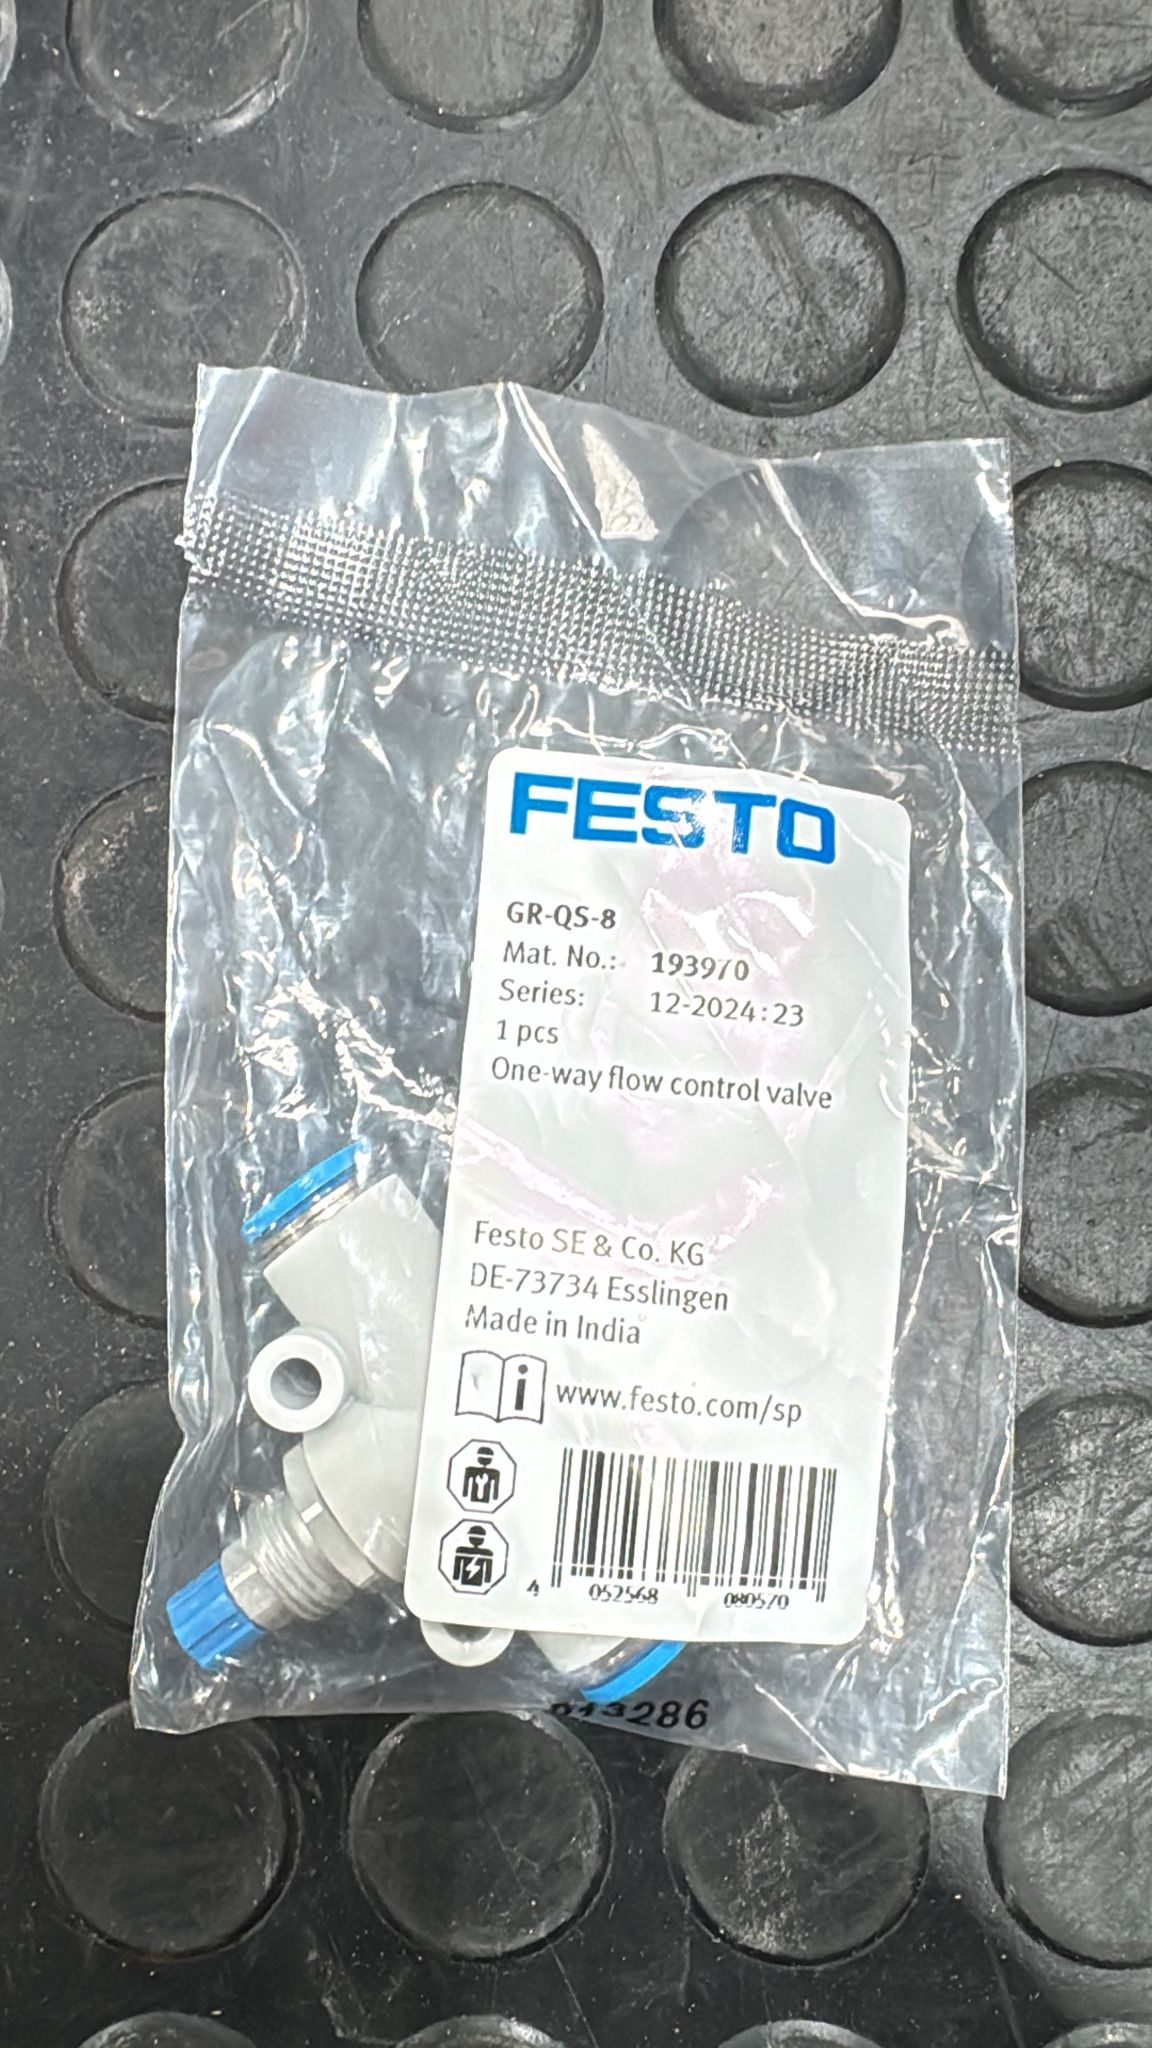 FESTO
GR-QS-8
Mat. No.: 193970
Series: 12-2024:23
1 pcs
One-way flow control valve
Festo SE & Co. KG
DE-73734 Esslingen
Made in India
www.festo.com/sp
4 052568 080570